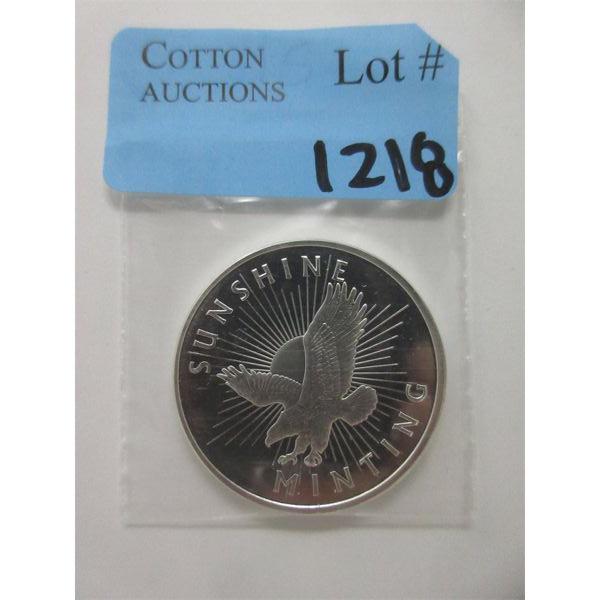 COTTON
AUCTIONS
Lot #
1218
SUNSHINE
MINTING